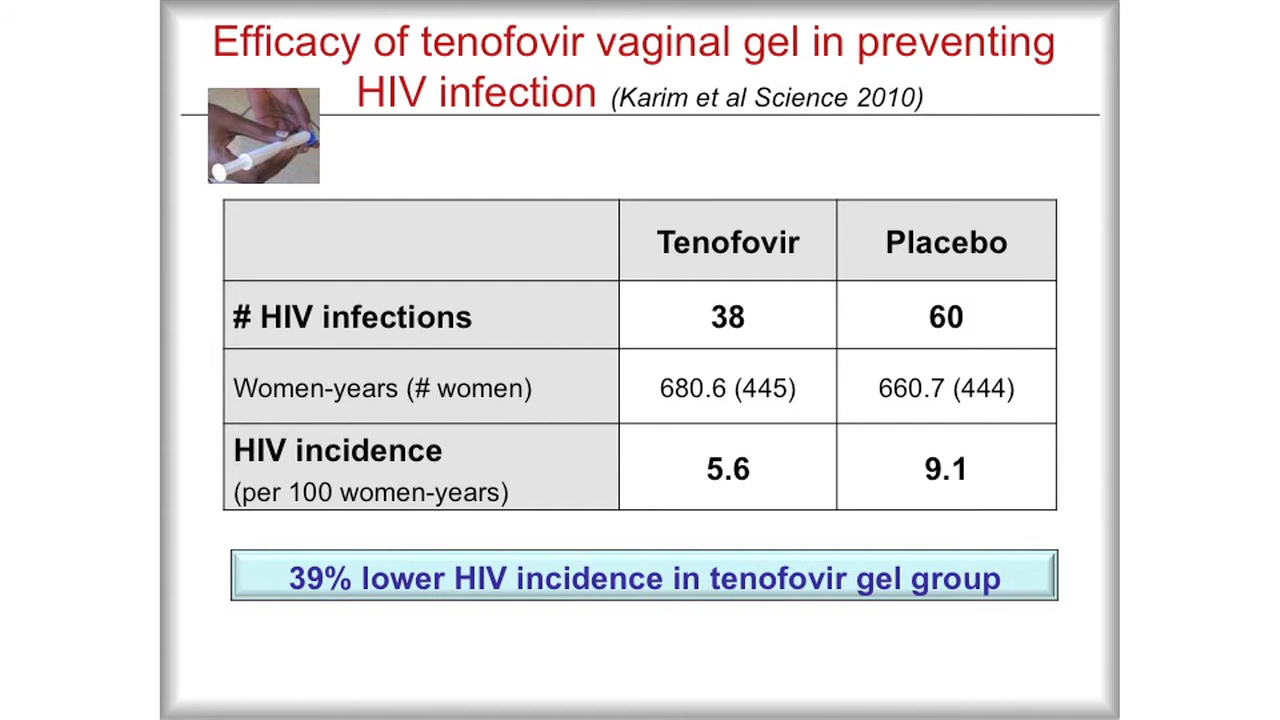 Efficacy of tenofovir vaginal gel in preventing
HIV infection (Karim et al Science 2010)
Tenofovir Placebo
# HIV infections 38 60
Women-years (# women) 680.6 (445) 660.7 (444)
HIV incidence
(per 100 women-years) 5.6 9.1
39% lower HIV incidence in tenofovir gel group